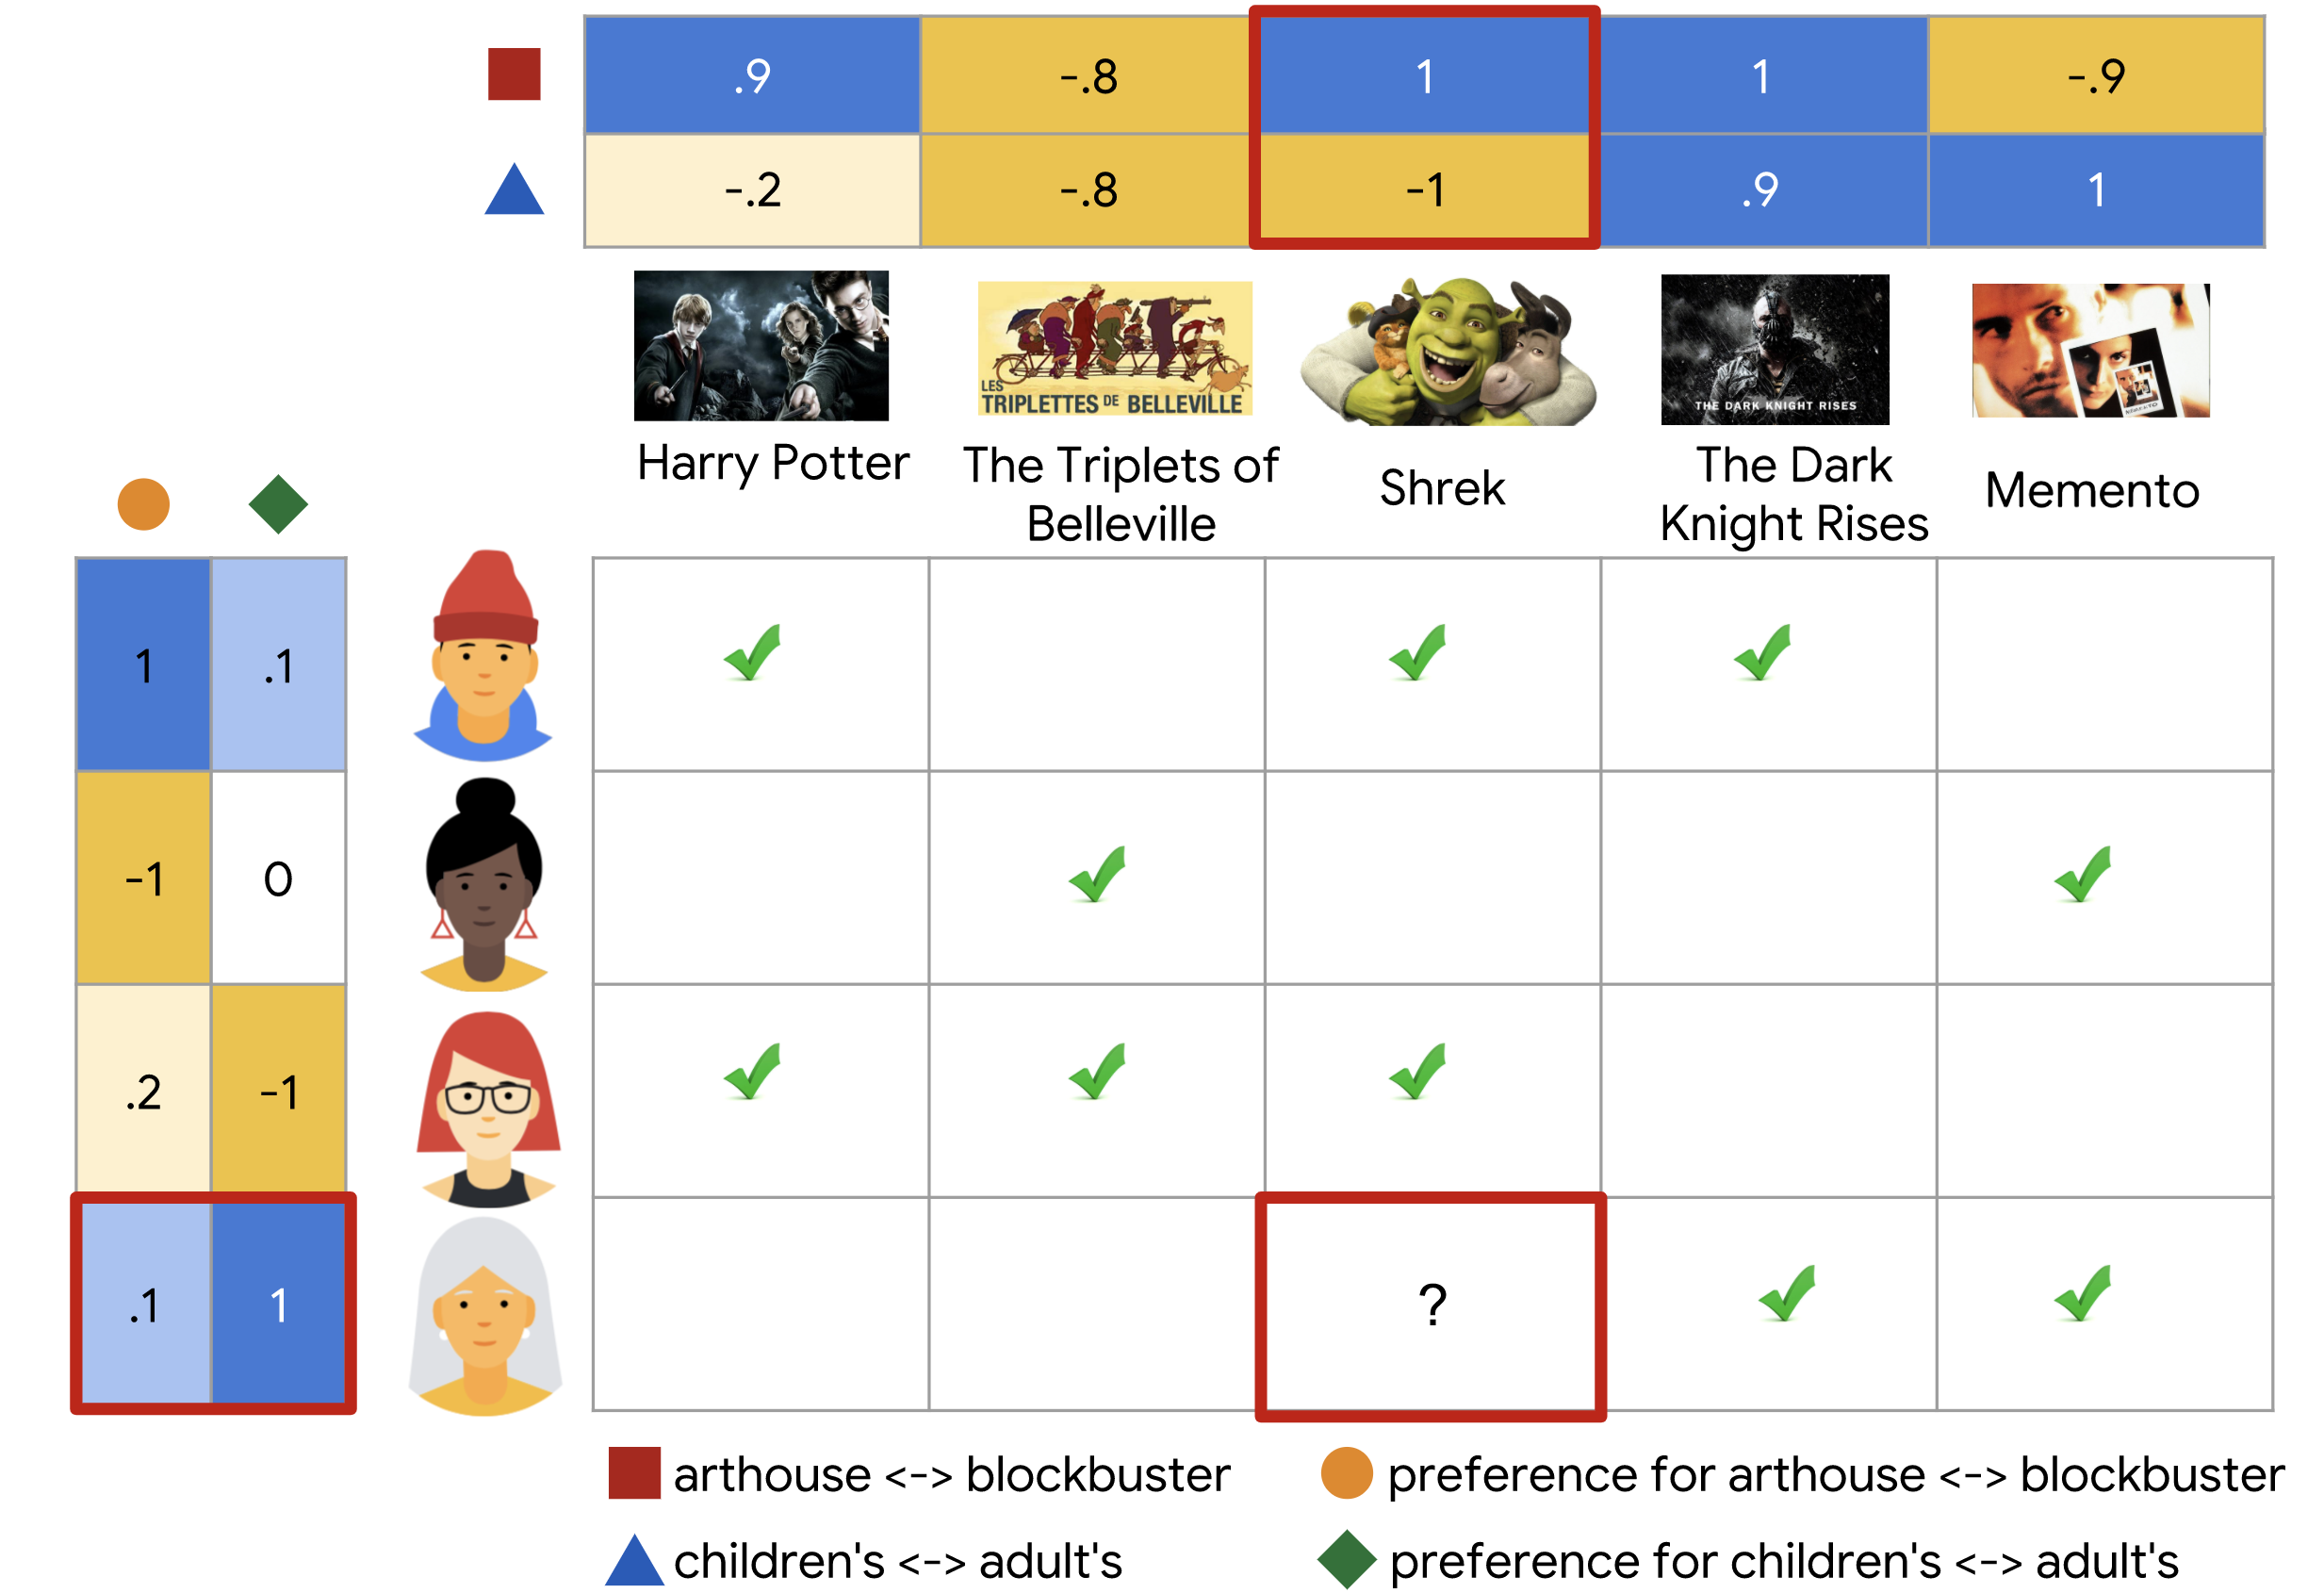 .9 -.8 1 1 -.9
-.2 -.8 -1 .9 1
LES
TRIPLETTES DE BELLEVILLE
THE DARK KNIGHT RISES
Harry Potter
The Triplets of
Belleville
Shrek
The Dark
Knight Rises
Memento
1 .1
-1 0
.2 -1
.1 1
?
arthouse <-> blockbuster
children's <-> adult's
preference for arthouse <-> blockbuster
preference for children's <-> adult's